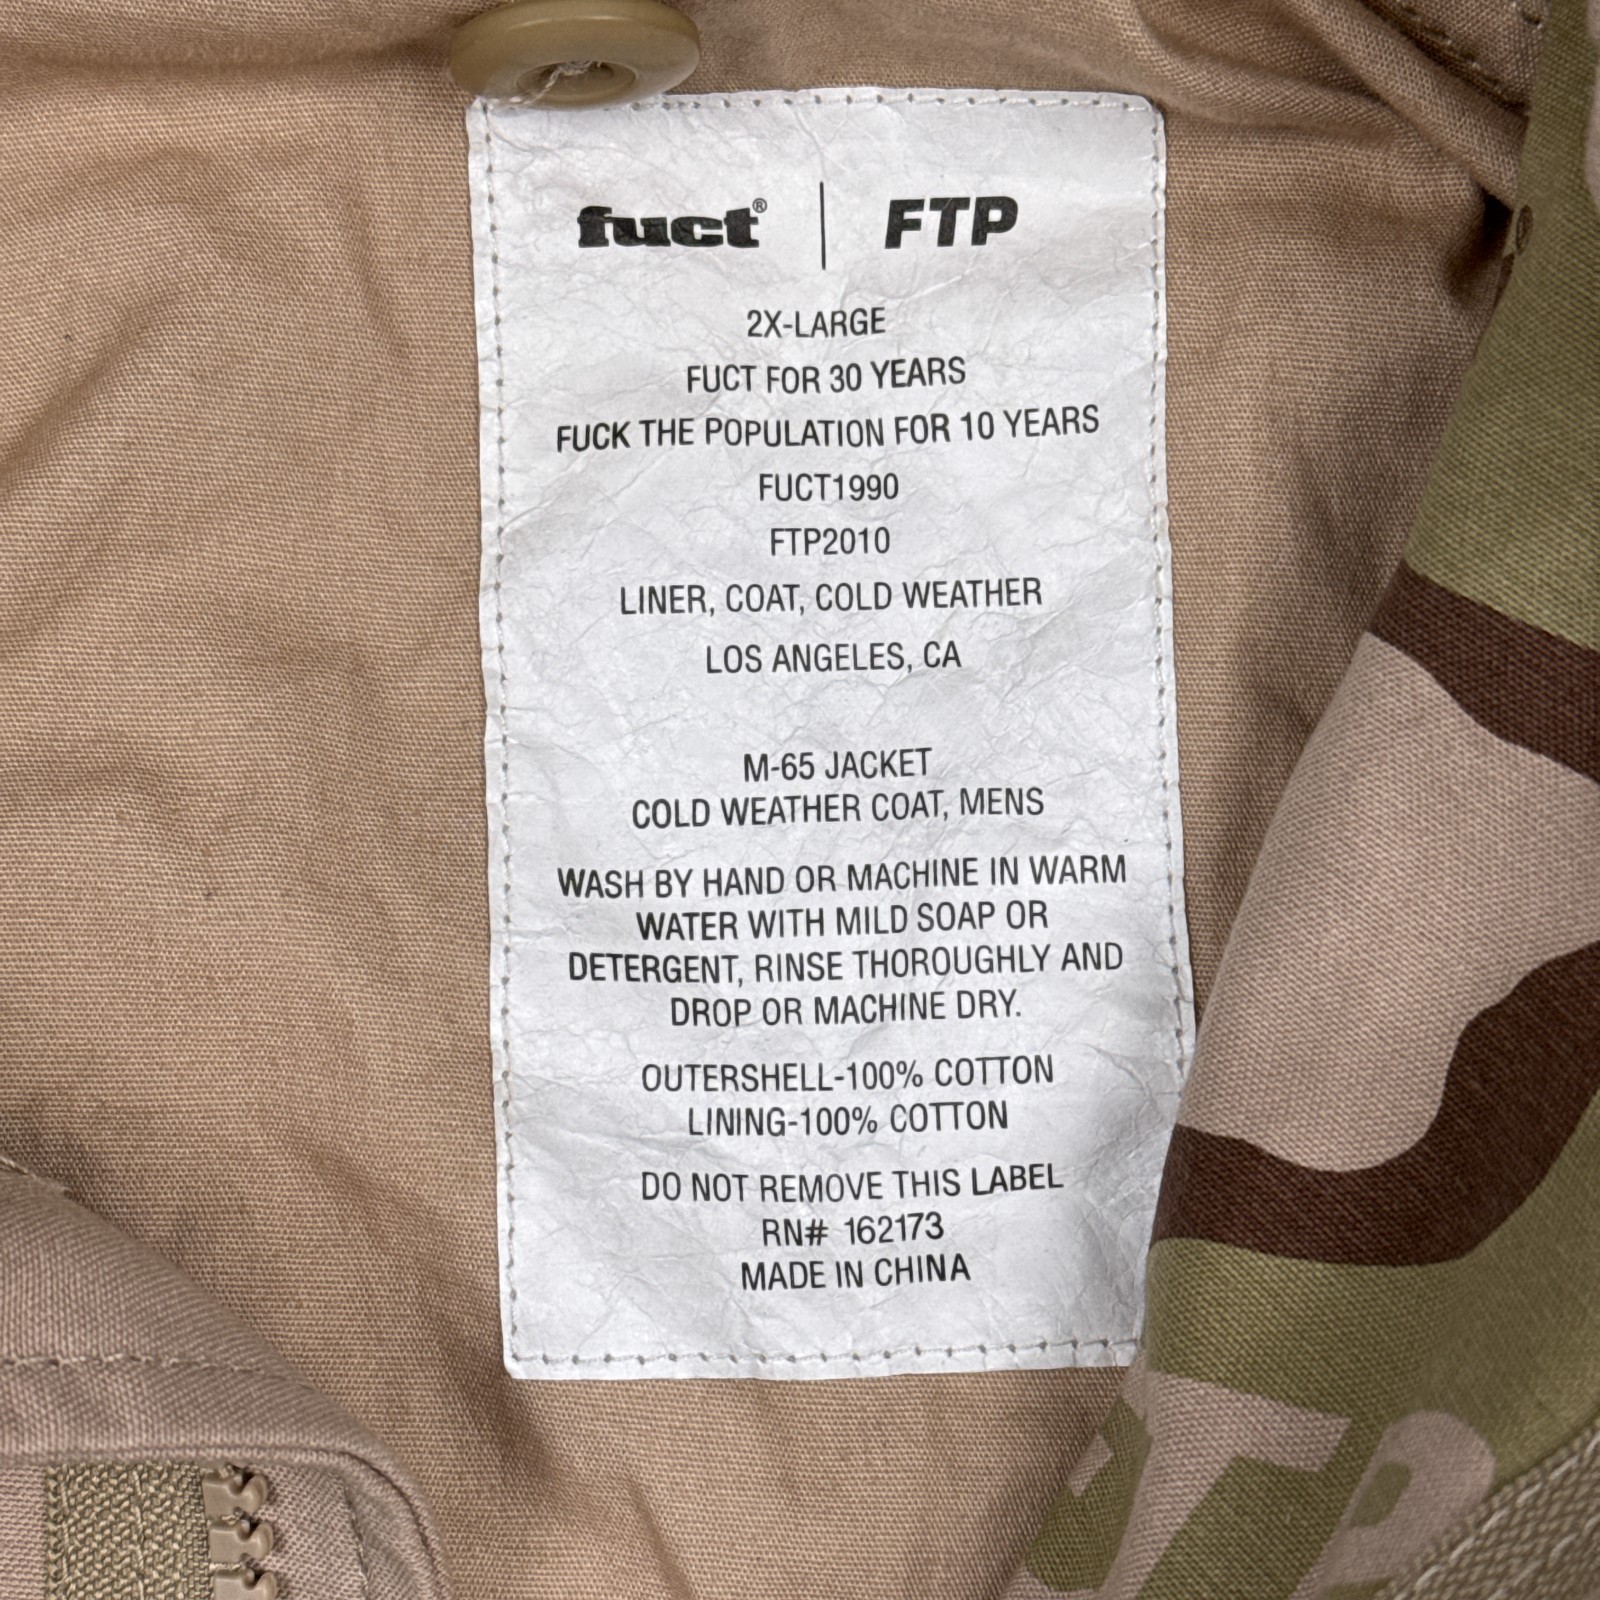 fuct® | FTP
2X-LARGE
FUCT FOR 30 YEARS
FUCK THE POPULATION FOR 10 YEARS
FUCT1990
FTP2010
LINER, COAT, COLD WEATHER
LOS ANGELES, CA
M-65 JACKET
COLD WEATHER COAT, MENS
WASH BY HAND OR MACHINE IN WARM
WATER WITH MILD SOAP OR
DETERGENT, RINSE THOROUGHLY AND
DROP OR MACHINE DRY.
OUTERSHELL-100% COTTON
LINING-100% COTTON
DO NOT REMOVE THIS LABEL
RN# 162173
MADE IN CHINA